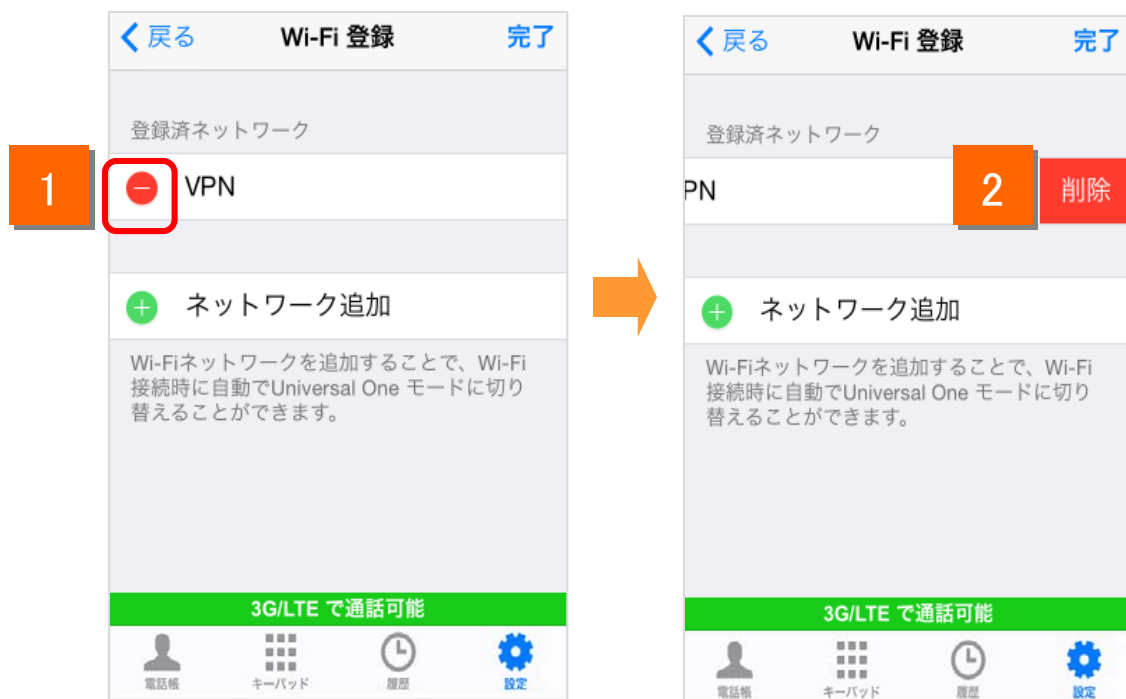 戻る Wi-Fi 登録 完了
登録済ネットワーク
1
VPN
ネットワーク追加
Wi-Fiネットワークを追加することで、Wi-Fi
接続時に自動でUniversal One モードに切り
替えることができます。
3G/LTE で通話可能
電話帳 キーパッド 履歴 設定
戻る Wi-Fi 登録 完了
登録済ネットワーク
PN 2 削除
ネットワーク追加
Wi-Fiネットワークを追加することで、Wi-Fi
接続時に自動でUniversal One モードに切り
替えることができます。
3G/LTE で通話可能
電話帳 キーパッド 履歴 設定